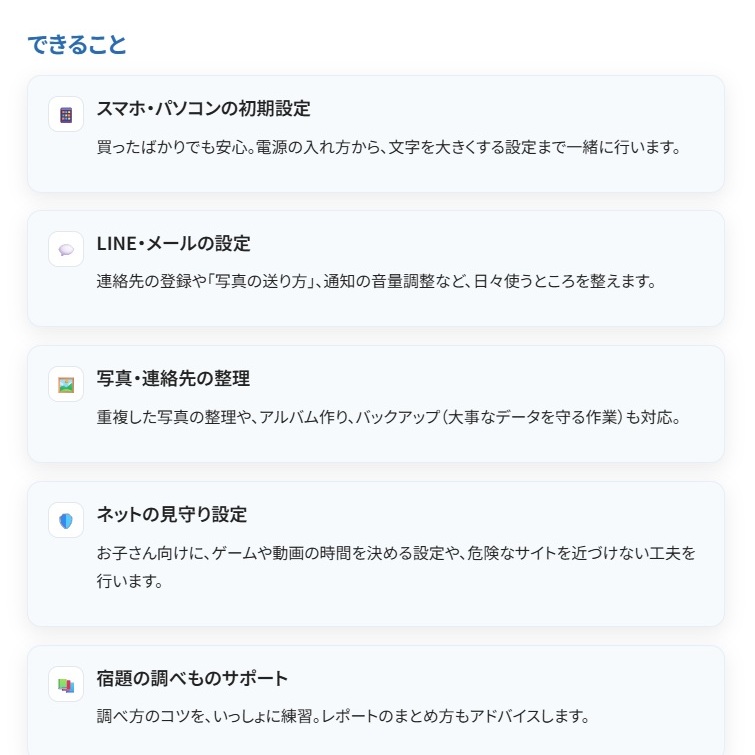 できること
スマホ・パソコンの初期設定
買ったばかりでも安心。電源の入れ方から、文字を大きくする設定まで一緒に行います。
LINE・メールの設定
連絡先の登録や「写真の送り方」、通知の音量調整など、日々使うところを整えます。
写真・連絡先の整理
重複した写真の整理や、アルバム作り、バックアップ（大事なデータを守る作業）も対応。
ネットの見守り設定
お子さん向けに、ゲームや動画の時間を決める設定や、危険なサイトを近づけない工夫を
行います。
宿題の調べものサポート
調べ方のコツを、いっしょに練習。レポートのまとめ方もアドバイスします。